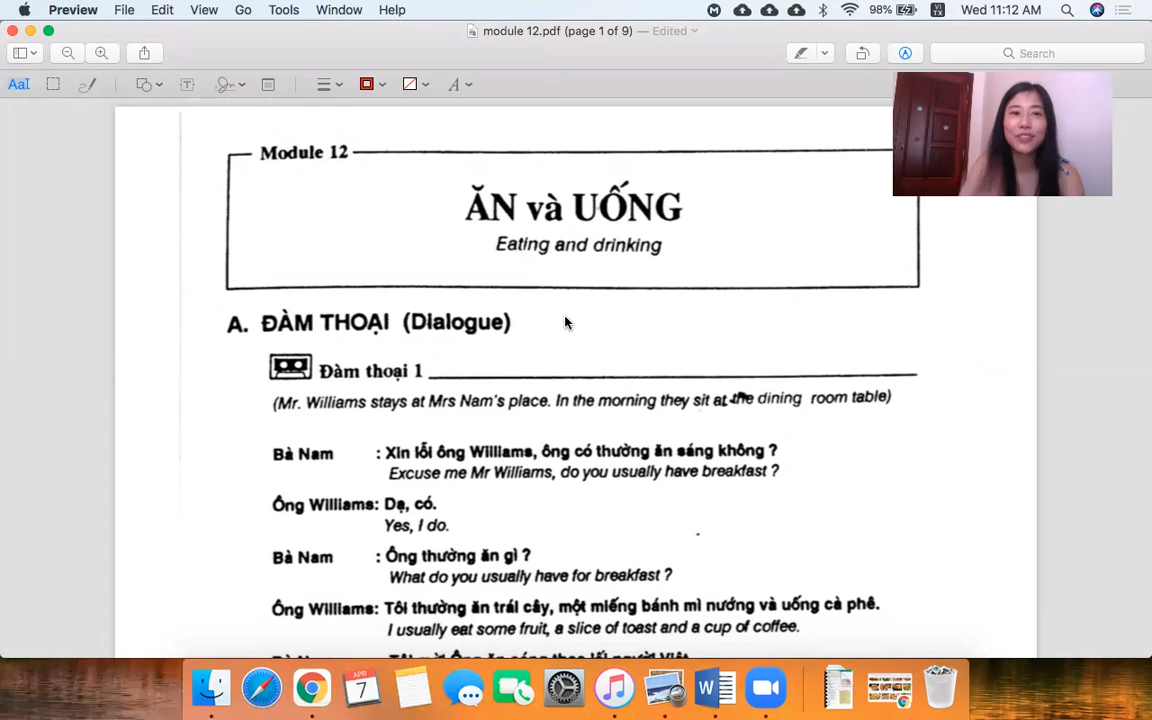 Preview File Edit View Go Tools Window Help 98% VI TX Wed 11:12 AM
module 12.pdf (page 1 of 9) — Edited
Search
AaI T A
Module 12
ĂN và UỐNG
Eating and drinking
A. ĐÀM THOẠI (Dialogue)
Đàm thoại 1
(Mr. Williams stays at Mrs Nam's place. In the morning they sit at the dining room table)
Bà Nam : Xin lỗi ông Williams, ông có thường ăn sáng không ?
Excuse me Mr Williams, do you usually have breakfast ?
Ông Williams: Dạ, có.
Yes, I do.
Bà Nam : Ông thường ăn gì ?
What do you usually have for breakfast ?
Ông Williams: Tôi thường ăn trái cây, một miếng bánh mì nướng và uống cà phê.
I usually eat some fruit, a slice of toast and a cup of coffee.
APR
7
W